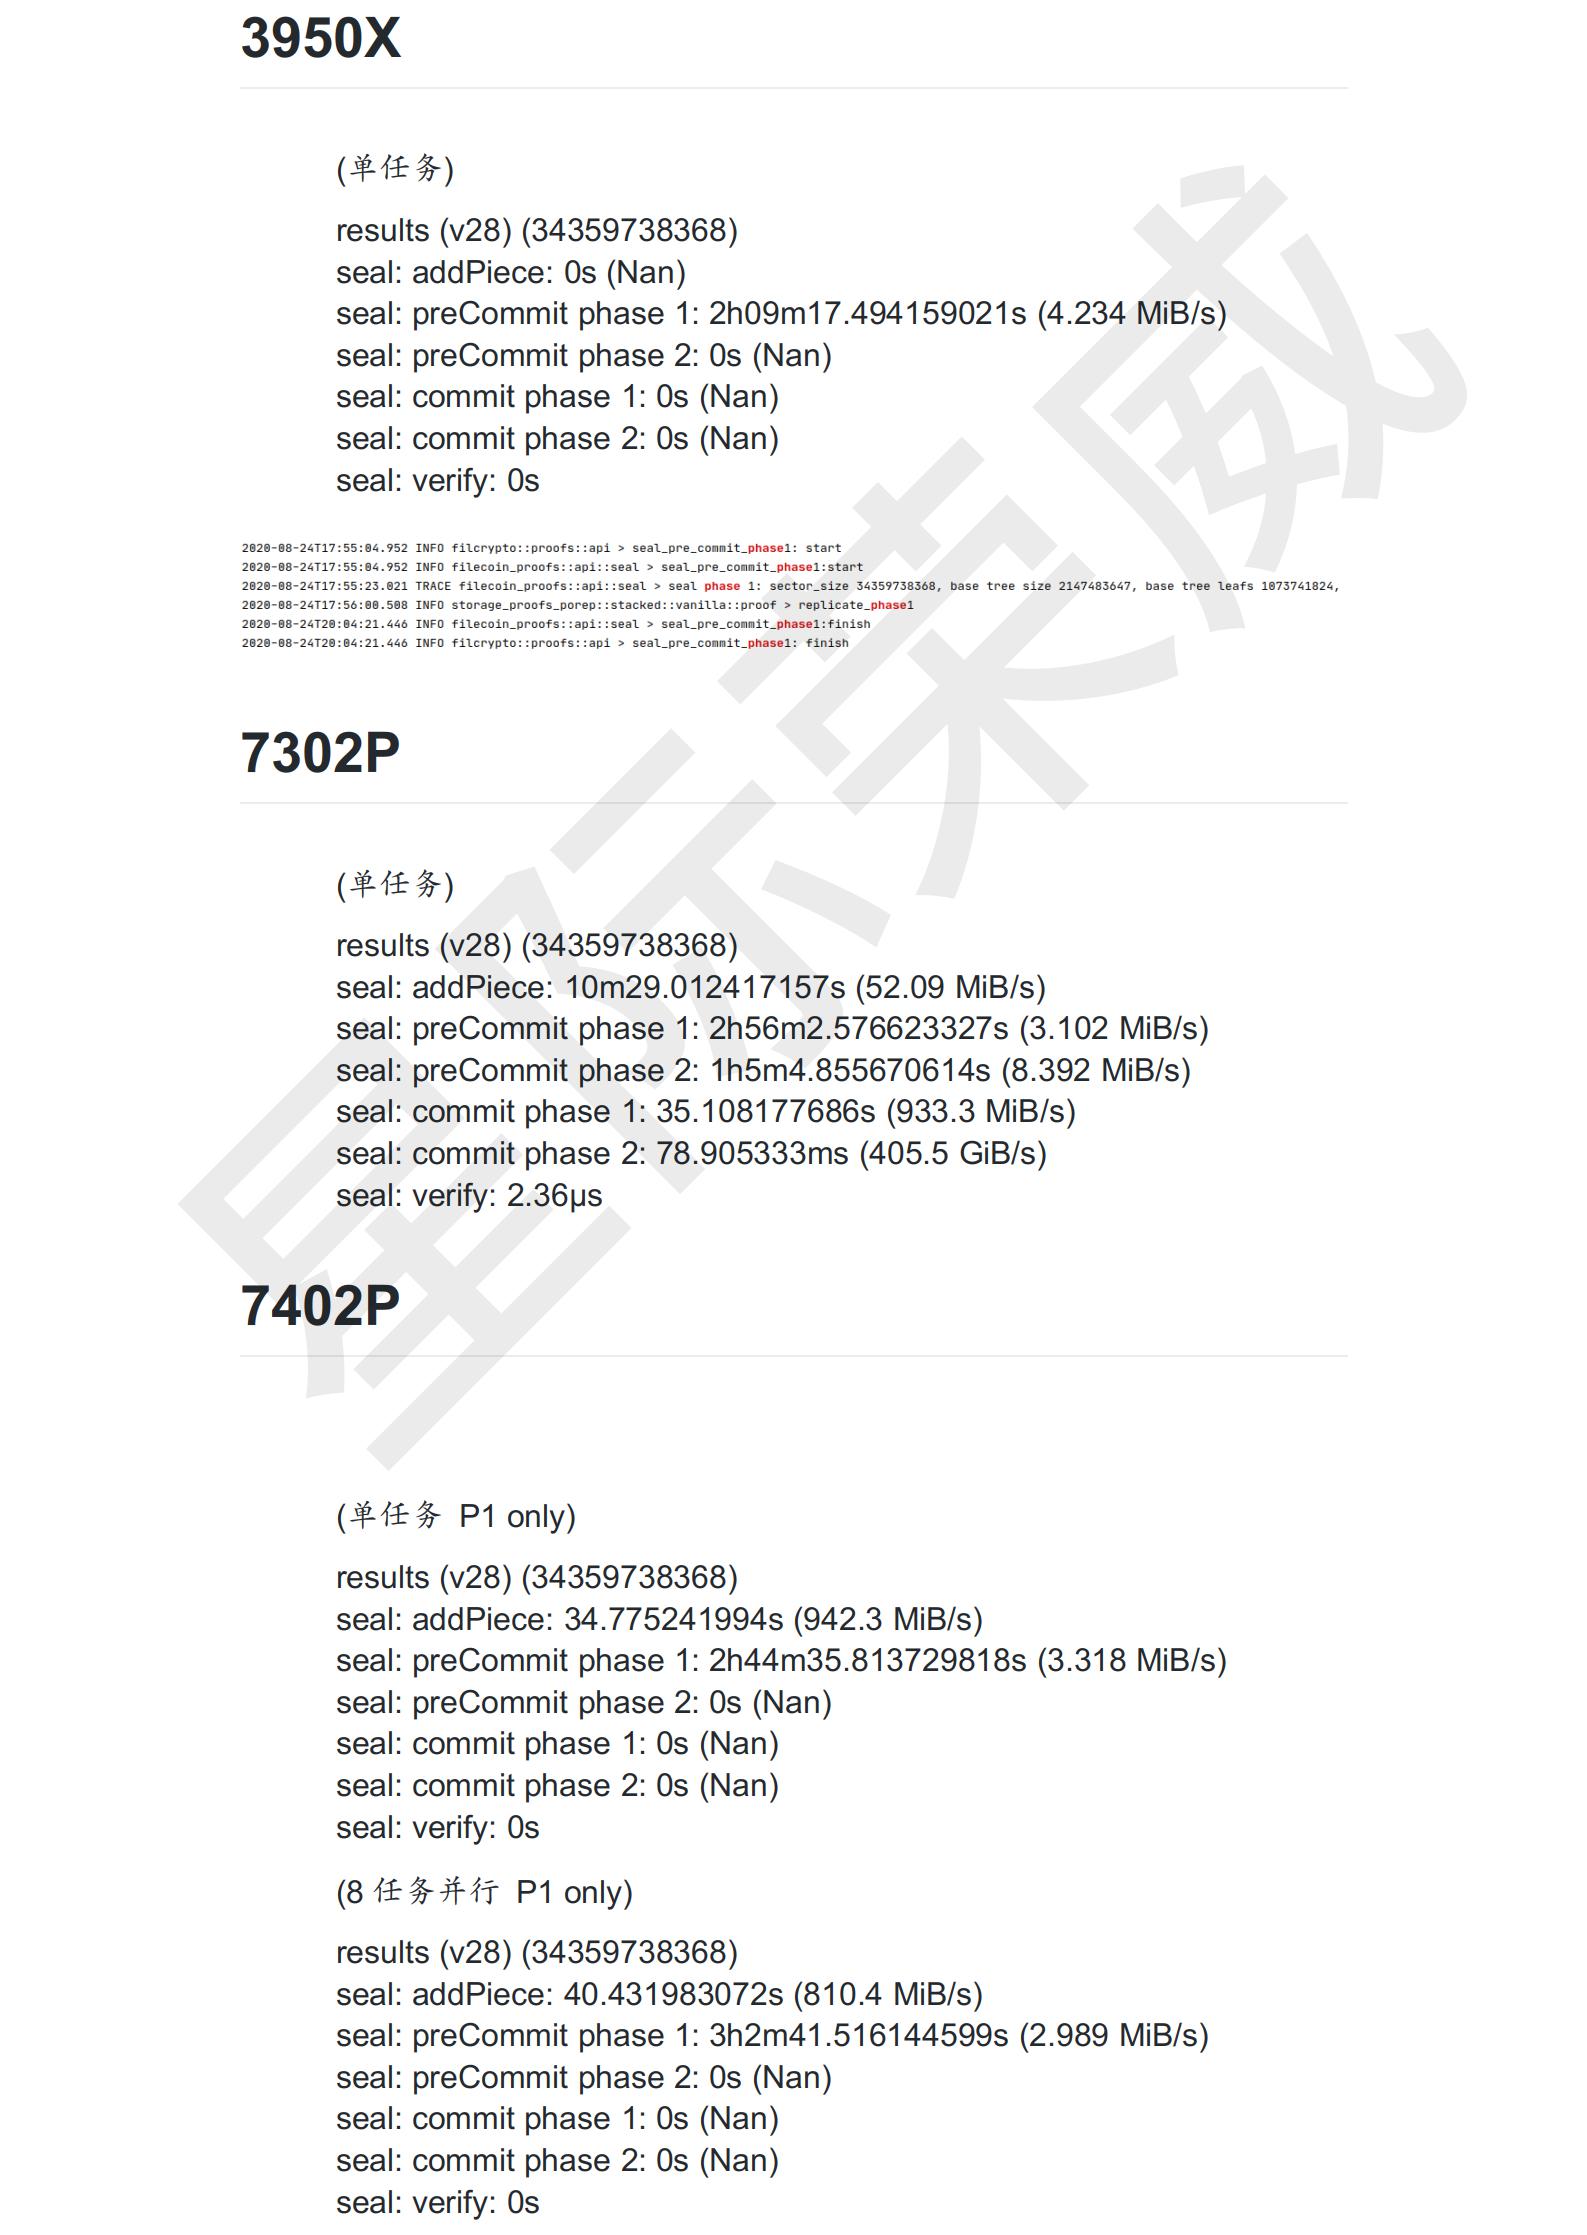 3950X
(单任务)
results (v28) (34359738368)
seal: addPiece: 0s (Nan)
seal: preCommit phase 1: 2h09m17.494159021s (4.234 MiB/s)
seal: preCommit phase 2: 0s (Nan)
seal: commit phase 1: 0s (Nan)
seal: commit phase 2: 0s (Nan)
seal: verify: 0s
2020-08-24T17:55:04.952 INFO filcrypto::proofs::api > seal_pre_commit_phase1: start
2020-08-24T17:55:04.952 INFO filecoin_proofs::api::seal > seal_pre_commit_phase1:start
2020-08-24T17:55:23.021 TRACE filecoin_proofs::api::seal > seal phase 1: sector_size 34359738368, base tree size 2147483647, base tree leafs 1073741824,
2020-08-24T17:56:00.508 INFO storage_proofs_porep::stacked::vanilla::proof > replicate_phase1
2020-08-24T20:04:21.446 INFO filecoin_proofs::api::seal > seal_pre_commit_phase1:finish
2020-08-24T20:04:21.446 INFO filcrypto::proofs::api > seal_pre_commit_phase1: finish
7302P
(单任务)
results (v28) (34359738368)
seal: addPiece: 10m29.012417157s (52.09 MiB/s)
seal: preCommit phase 1: 2h56m2.576623327s (3.102 MiB/s)
seal: preCommit phase 2: 1h5m4.855670614s (8.392 MiB/s)
seal: commit phase 1: 35.108177686s (933.3 MiB/s)
seal: commit phase 2: 78.905333ms (405.5 GiB/s)
seal: verify: 2.36µs
7402P
(单任务 P1 only)
results (v28) (34359738368)
seal: addPiece: 34.775241994s (942.3 MiB/s)
seal: preCommit phase 1: 2h44m35.813729818s (3.318 MiB/s)
seal: preCommit phase 2: 0s (Nan)
seal: commit phase 1: 0s (Nan)
seal: commit phase 2: 0s (Nan)
seal: verify: 0s
(8 任务并行 P1 only)
results (v28) (34359738368)
seal: addPiece: 40.431983072s (810.4 MiB/s)
seal: preCommit phase 1: 3h2m41.516144599s (2.989 MiB/s)
seal: preCommit phase 2: 0s (Nan)
seal: commit phase 1: 0s (Nan)
seal: commit phase 2: 0s (Nan)
seal: verify: 0s
星际荣威